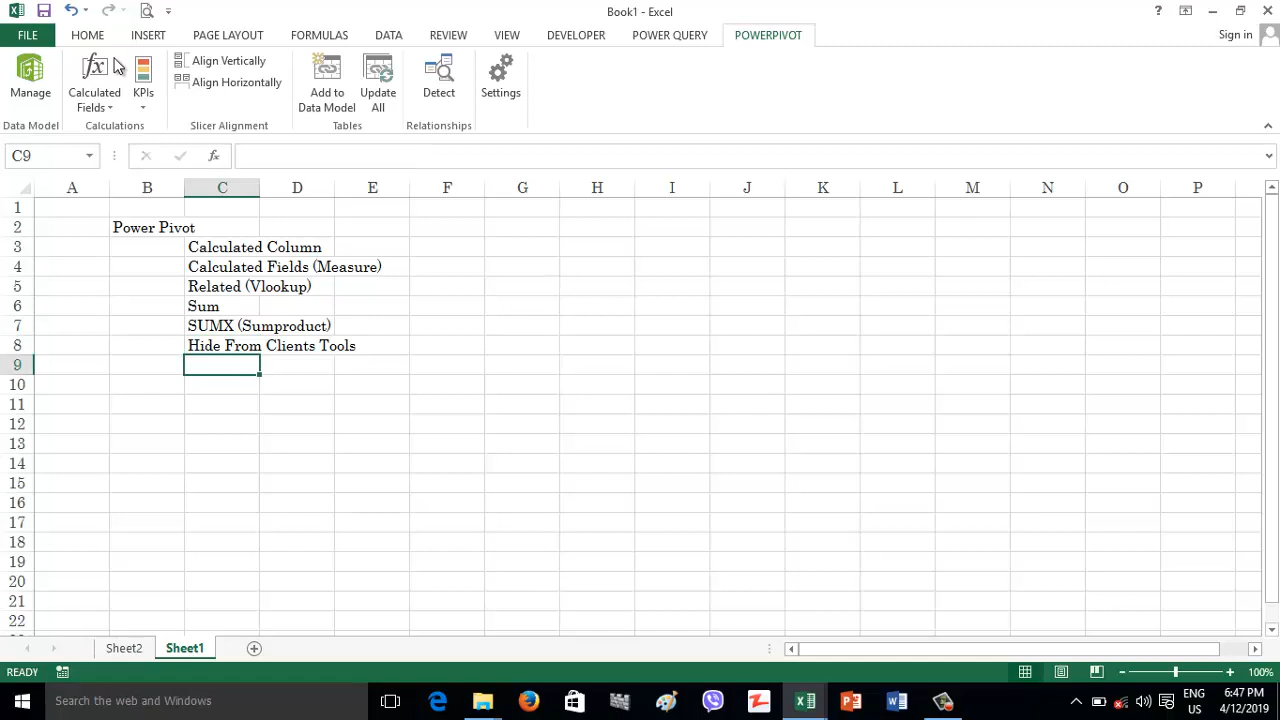 Book1 - Excel
?
FILE HOME INSERT PAGE LAYOUT FORMULAS DATA REVIEW VIEW DEVELOPER POWER QUERY POWERPIVOT Sign in
Manage
Calculated Fields
KPIs
Align Vertically
Align Horizontally
Add to Data Model
Update All
Detect
Settings
Data Model Calculations Slicer Alignment Tables Relationships
C9 fx
A B C D E F G H I J K L M N O P
1
2 Power Pivot
3 Calculated Column
4 Calculated Fields (Measure)
5 Related (Vlookup)
6 Sum
7 SUMX (Sumproduct)
8 Hide From Clients Tools
9
10
11
12
13
14
15
16
17
18
19
20
21
22
Sheet2 Sheet1
READY 100%
Search the web and Windows
ENG 6:47 PM
US 4/12/2019